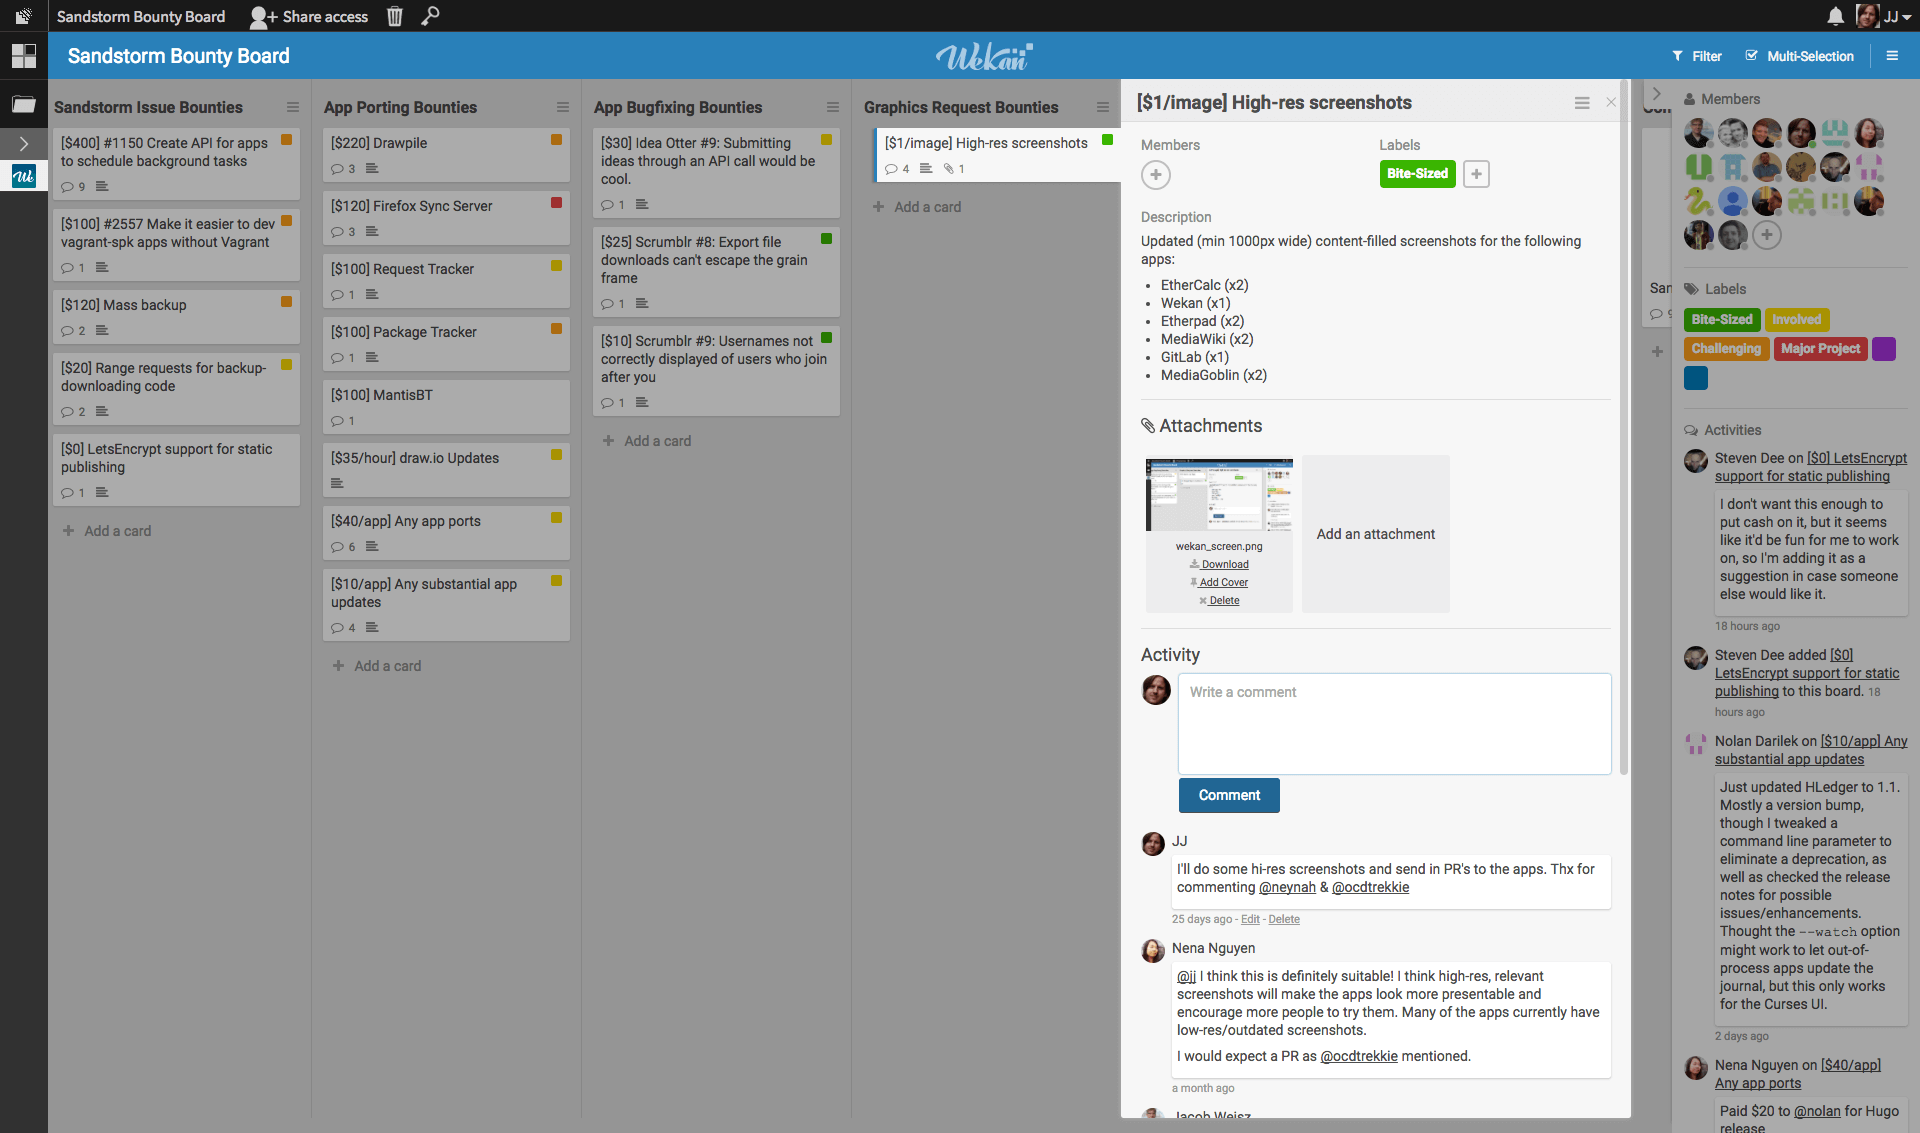 Sandstorm Bounty Board
Share access
JJ
Sandstorm Bounty Board
Wekan
Filter
Multi-Selection
Sandstorm Issue Bounties
[$400] #1150 Create API for apps
to schedule background tasks
9
[$100] #2557 Make it easier to dev
vagrant-spk apps without Vagrant
1
[$120] Mass backup
2
[$20] Range requests for backup-
downloading code
2
[$0] LetsEncrypt support for static
publishing
1
Add a card
App Porting Bounties
[$220] Drawpile
3
[$120] Firefox Sync Server
3
[$100] Request Tracker
1
[$100] Package Tracker
1
[$100] MantisBT
1
[$35/hour] draw.io Updates
[$40/app] Any app ports
6
[$10/app] Any substantial app
updates
4
Add a card
App Bugfixing Bounties
[$30] Idea Otter #9: Submitting
ideas through an API call would be
cool.
1
[$25] Scrumblr #8: Export file
downloads can't escape the grain
frame
1
[$10] Scrumblr #9: Usernames not
correctly displayed of users who join
after you
1
Add a card
Graphics Request Bounties
[$1/image] High-res screenshots
4 1
Add a card
[$1/image] High-res screenshots
Members
Labels
Bite-Sized
Description
Updated (min 1000px wide) content-filled screenshots for the following
apps:
• EtherCalc (x2)
• Wekan (x1)
• Etherpad (x2)
• MediaWiki (x2)
• GitLab (x1)
• MediaGoblin (x2)
Attachments
wekan_screen.png
Download
Add Cover
Delete
Add an attachment
Activity
Write a comment
Comment
JJ
I'll do some hi-res screenshots and send in PR's to the apps. Thx for
commenting @neynah & @ocdtrekkie
25 days ago - Edit - Delete
Nena Nguyen
@jj I think this is definitely suitable! I think high-res, relevant
screenshots will make the apps look more presentable and
encourage more people to try them. Many of the apps currently have
low-res/outdated screenshots.
I would expect a PR as @ocdtrekkie mentioned.
a month ago
Jacob Weisz
San
9
Members
Labels
Bite-Sized
Involved
Challenging
Major Project
Activities
Steven Dee on [$0] LetsEncrypt
support for static publishing
I don't want this enough to
put cash on it, but it seems
like it'd be fun for me to work
on, so I'm adding it as a
suggestion in case someone
else would like it.
18 hours ago
Steven Dee added [$0]
LetsEncrypt support for static
publishing to this board. 18
hours ago
Nolan Darilek on [$10/app] Any
substantial app updates
Just updated HLedger to 1.1.
Mostly a version bump,
though I tweaked a
command line parameter to
eliminate a deprecation, as
well as checked the release
notes for possible
issues/enhancements.
Thought the --watch option
might work to let out-of-
process apps update the
journal, but this only works
for the Curses UI.
2 days ago
Nena Nguyen on [$40/app]
Any app ports
Paid $20 to @nolan for Hugo
release